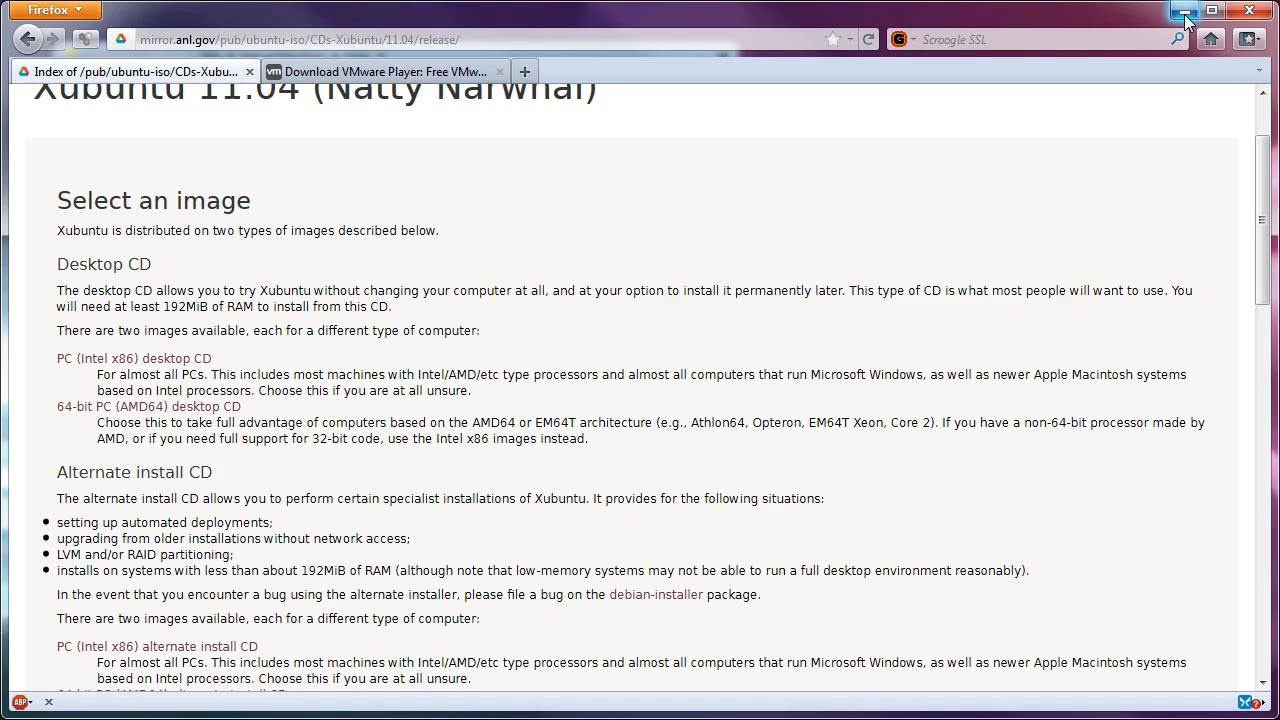 Firefox
mirror.anl.gov/pub/ubuntu-iso/CDs-Xubuntu/11.04/release/
Scroogle SSL
Index of /pub/ubuntu-iso/CDs-Xubu...
Download VMware Player: Free VMw...
Xubuntu 11.04 (Natty Narwhal)
Select an image
Xubuntu is distributed on two types of images described below.
Desktop CD
The desktop CD allows you to try Xubuntu without changing your computer at all, and at your option to install it permanently later. This type of CD is what most people will want to use. You
will need at least 192MiB of RAM to install from this CD.
There are two images available, each for a different type of computer:
PC (Intel x86) desktop CD
For almost all PCs. This includes most machines with Intel/AMD/etc type processors and almost all computers that run Microsoft Windows, as well as newer Apple Macintosh systems
based on Intel processors. Choose this if you are at all unsure.
64-bit PC (AMD64) desktop CD
Choose this to take full advantage of computers based on the AMD64 or EM64T architecture (e.g., Athlon64, Opteron, EM64T Xeon, Core 2). If you have a non-64-bit processor made by
AMD, or if you need full support for 32-bit code, use the Intel x86 images instead.
Alternate install CD
The alternate install CD allows you to perform certain specialist installations of Xubuntu. It provides for the following situations:
setting up automated deployments;
upgrading from older installations without network access;
LVM and/or RAID partitioning;
installs on systems with less than about 192MiB of RAM (although note that low-memory systems may not be able to run a full desktop environment reasonably).
In the event that you encounter a bug using the alternate installer, please file a bug on the debian-installer package.
There are two images available, each for a different type of computer:
PC (Intel x86) alternate install CD
For almost all PCs. This includes most machines with Intel/AMD/etc type processors and almost all computers that run Microsoft Windows, as well as newer Apple Macintosh systems
based on Intel processors. Choose this if you are at all unsure.
ABP